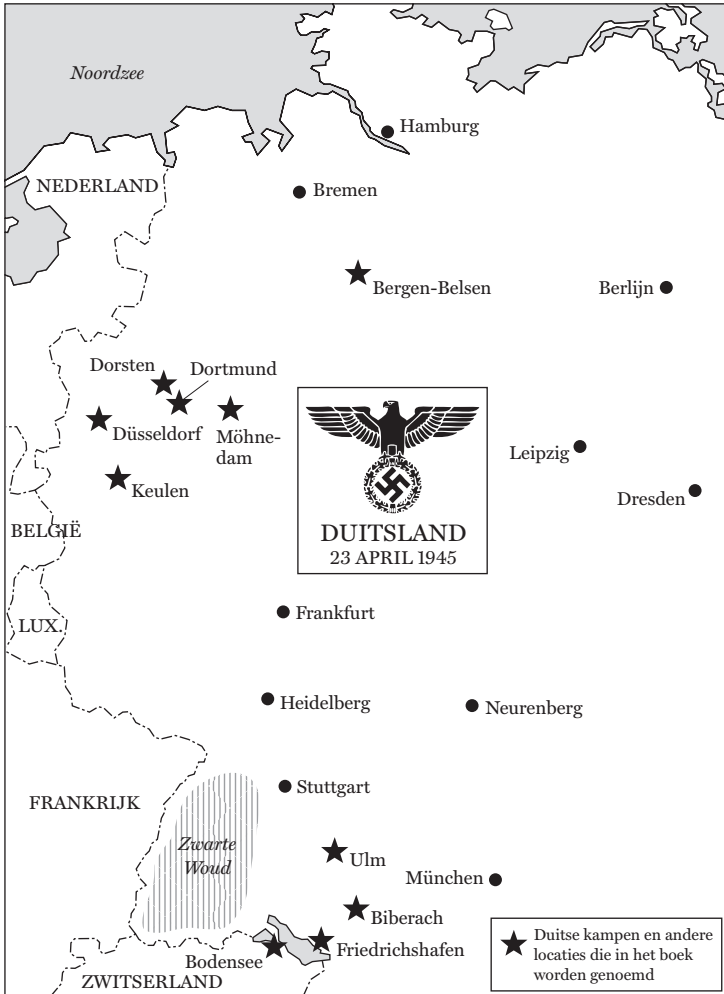 Noordzee
Hamburg
NEDERLAND
Bremen
Bergen-Belsen
Berlijn
Dorsten
Dortmund
Düsseldorf
Möhne-
dam
Leipzig
Keulen
Dresden
BELGIË
DUITSLAND
23 APRIL 1945
Frankfurt
LUX.
Heidelberg
Neurenberg
Stuttgart
FRANKRIJK
Zwarte
Woud
Ulm
München
Biberach
Friedrichshafen
Bodensee
ZWITSERLAND
Duitse kampen en andere
locaties die in het boek
worden genoemd